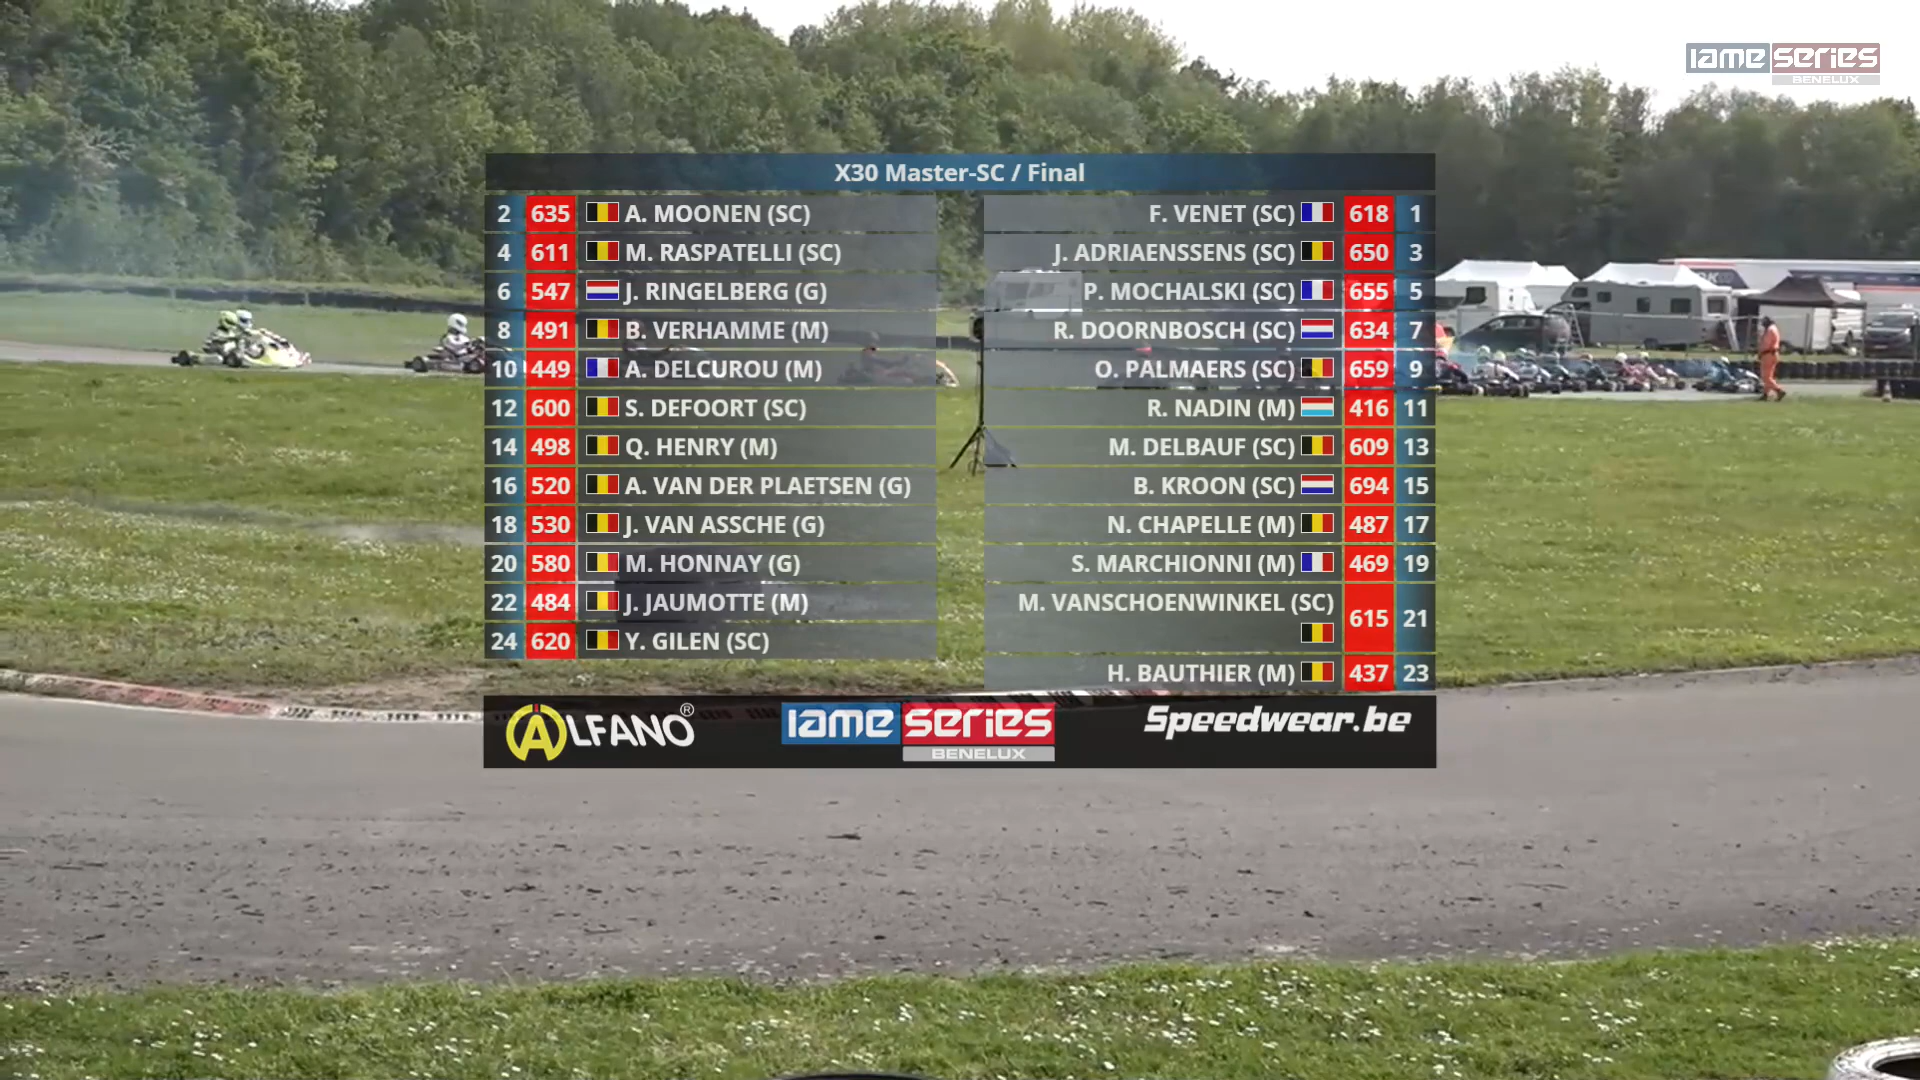 iame series
BENELUX
X30 Master-SC / Final
2 635 A. MOONEN (SC)
F. VENET (SC) 618 1
4 611 M. RASPATELLI (SC)
J. ADRIAENSSENS (SC) 650 3
6 547 J. RINGELBERG (G)
P. MOCHALSKI (SC) 655 5
8 491 B. VERHAMME (M)
R. DOORNBOSCH (SC) 634 7
10 449 A. DELCUROU (M)
O. PALMAERS (SC) 659 9
12 600 S. DEFOORT (SC)
R. NADIN (M) 416 11
14 498 Q. HENRY (M)
M. DELBAUF (SC) 609 13
16 520 A. VAN DER PLAETSEN (G)
B. KROON (SC) 694 15
18 530 J. VAN ASSCHE (G)
N. CHAPELLE (M) 487 17
20 580 M. HONNAY (G)
S. MARCHIONNI (M) 469 19
22 484 J. JAUMOTTE (M)
M. VANSCHOENWINKEL (SC) 615 21
24 620 Y. GILEN (SC)
H. BAUTHIER (M) 437 23
ALFANO®
iame series
BENELUX
Speedwear.be